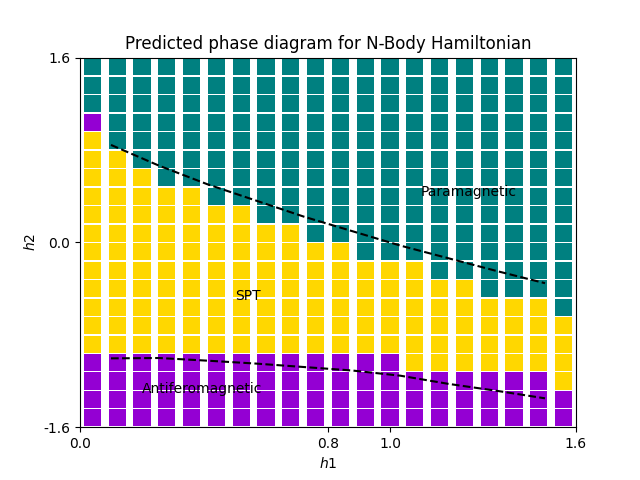 Predicted phase diagram for N-Body Hamiltonian
1.6
Paramagnetic
h2
0.0
SPT
Antiferomagnetic
-1.6
0.0 0.8 1.0 1.6
h1